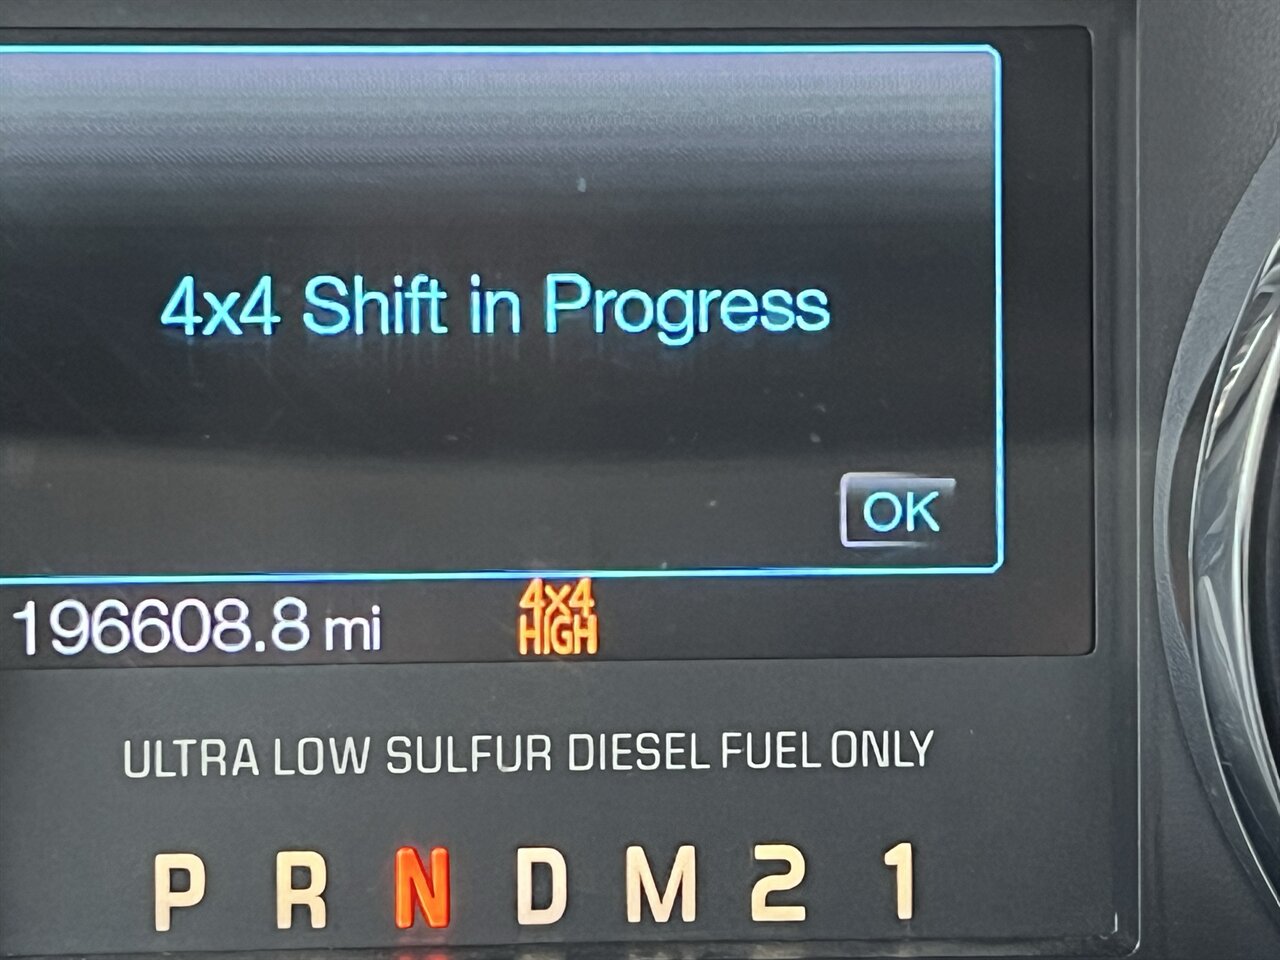 4x4 Shift in Progress
OK
196608.8 mi
4x4
HIGH
ULTRA LOW SULFUR DIESEL FUEL ONLY
P R N D M 2 1